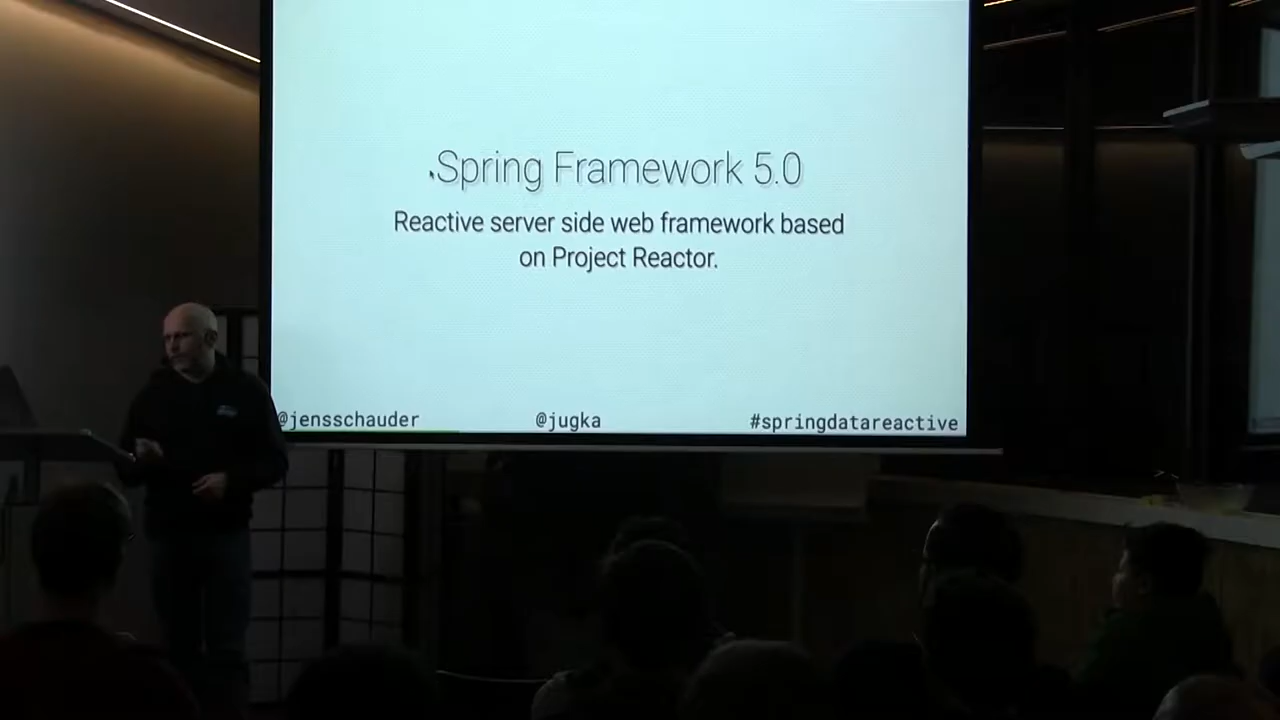 Spring Framework 5.0
Reactive server side web framework based
on Project Reactor.
@jensschauder @jugka #springdatareactive